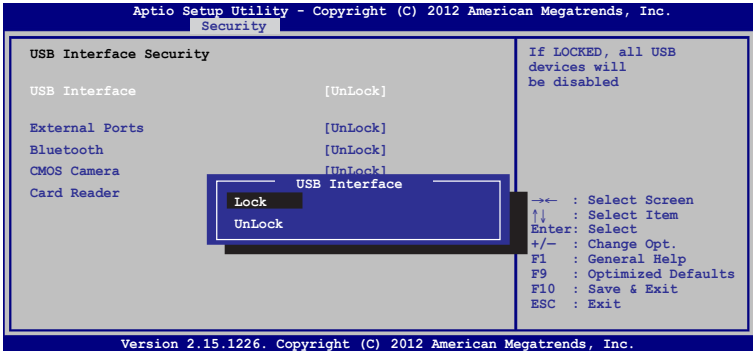 Aptio Setup Utility - Copyright (C) 2012 American Megatrends, Inc.
Security
USB Interface Security
USB Interface [UnLock]
External Ports [UnLock]
Bluetooth [UnLock]
CMOS Camera [UnLock]
Card Reader
USB Interface
Lock
UnLock
If LOCKED, all USB
devices will
be disabled
→← : Select Screen
↑↓ : Select Item
Enter: Select
+/— : Change Opt.
F1 : General Help
F9 : Optimized Defaults
F10 : Save & Exit
ESC : Exit
Version 2.15.1226. Copyright (C) 2012 American Megatrends, Inc.